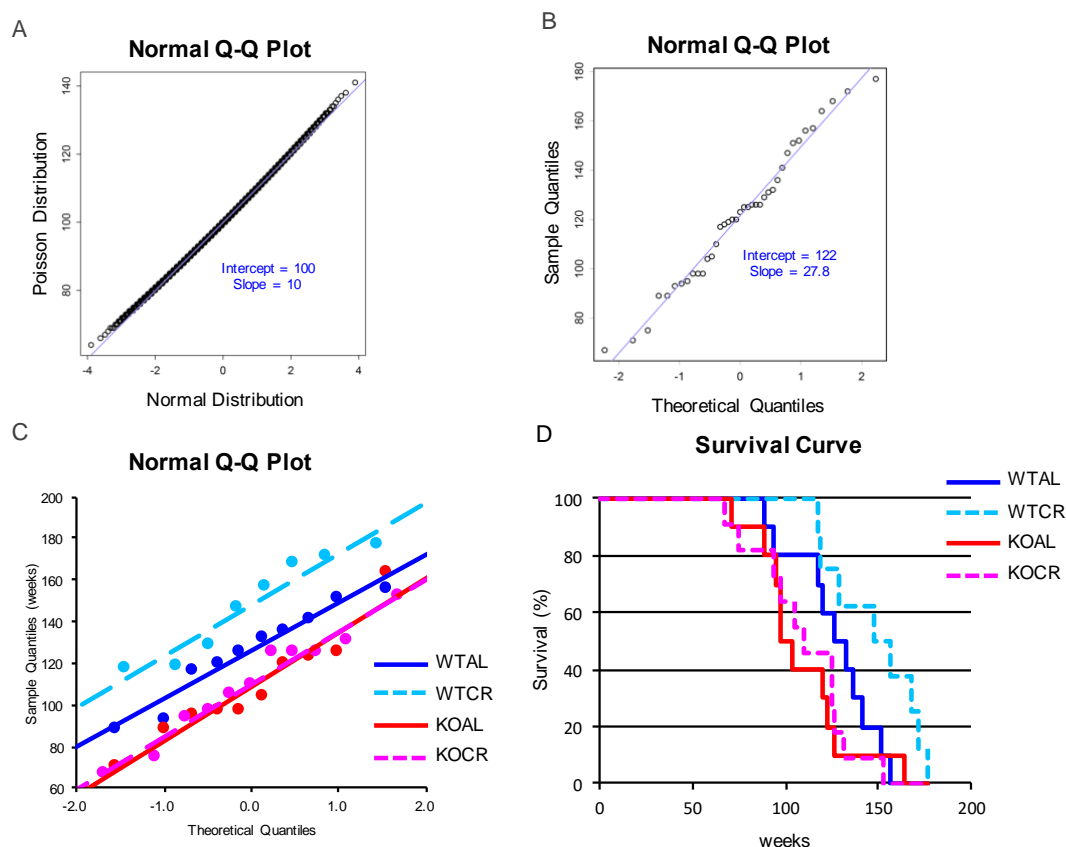 A
Normal Q-Q Plot
140
120
100
80
-4
-2
0
2
4
Poisson Distribution
Normal Distribution
Intercept = 100
Slope = 10
B
Normal Q-Q Plot
180
160
140
120
100
80
-2
-1
0
1
2
Sample Quantiles
Theoretical Quantiles
Intercept = 122
Slope = 27.8
C
Normal Q-Q Plot
200
180
160
140
120
100
80
60
-2.0
-1.0
0.0
1.0
2.0
Sample Quantiles (weeks)
Theoretical Quantiles
WTAL
WTCR
KOAL
KOCR
D
Survival Curve
100
80
60
40
20
0
0
50
100
150
200
Survival (%)
weeks
WTAL
WTCR
KOAL
KOCR